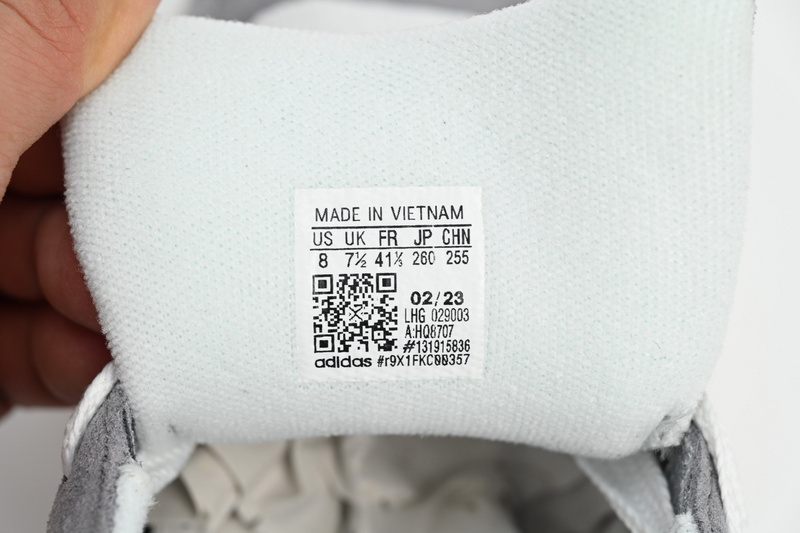 MADE IN VIETNAM
US UK FR JP CHN
8 7½ 41⅓ 260 255
02/23
LHG 029003
A:HQ8707
#131915836
adidas #r9X1FKC00357